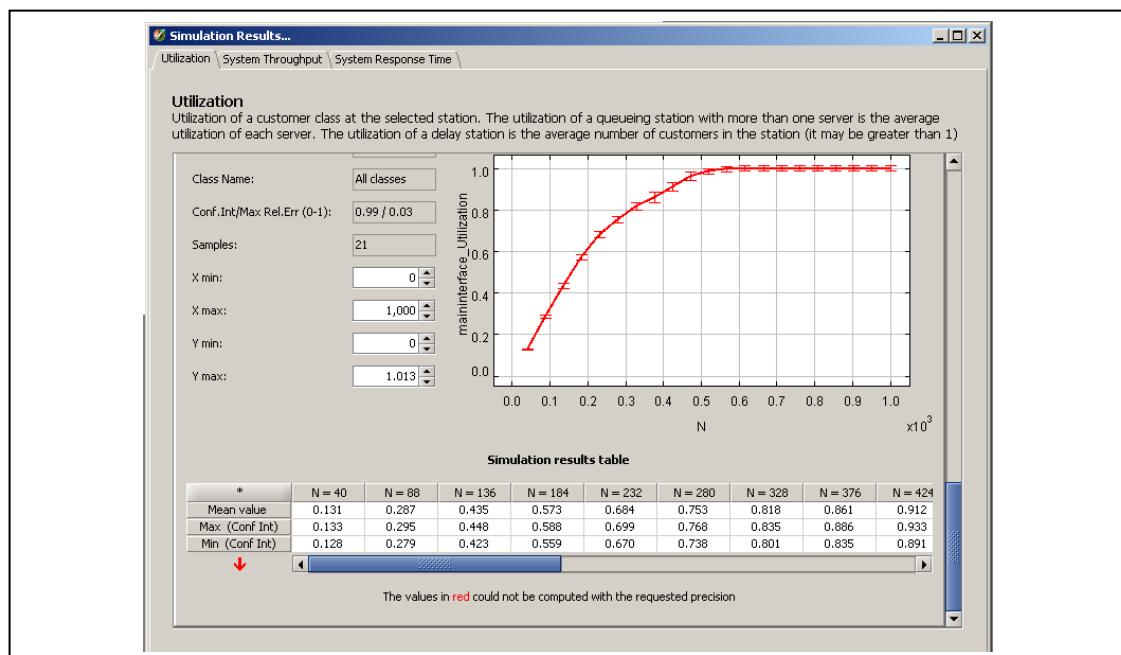 Simulation Results...
Utilization System Throughput System Response Time
Utilization
Utilization of a customer class at the selected station. The utilization of a queueing station with more than one server is the average
utilization of each server. The utilization of a delay station is the average number of customers in the station (it may be greater than 1)
Class Name: All classes
Conf.Int/Max Rel.Err (0-1): 0.99 / 0.03
Samples: 21
X min: 0
X max: 1,000
Y min: 0
Y max: 1.013
maininterface_Utilization
1.0
0.8
0.6
0.4
0.2
0.0
0.0 0.1 0.2 0.3 0.4 0.5 0.6 0.7 0.8 0.9 1.0
N x10³
Simulation results table
* N = 40 N = 88 N = 136 N = 184 N = 232 N = 280 N = 328 N = 376 N = 424
Mean value 0.131 0.287 0.435 0.573 0.684 0.753 0.818 0.861 0.912
Max (Conf Int) 0.133 0.295 0.448 0.588 0.699 0.768 0.835 0.886 0.933
Min (Conf Int) 0.128 0.279 0.423 0.559 0.670 0.738 0.801 0.835 0.891
The values in red could not be computed with the requested precision